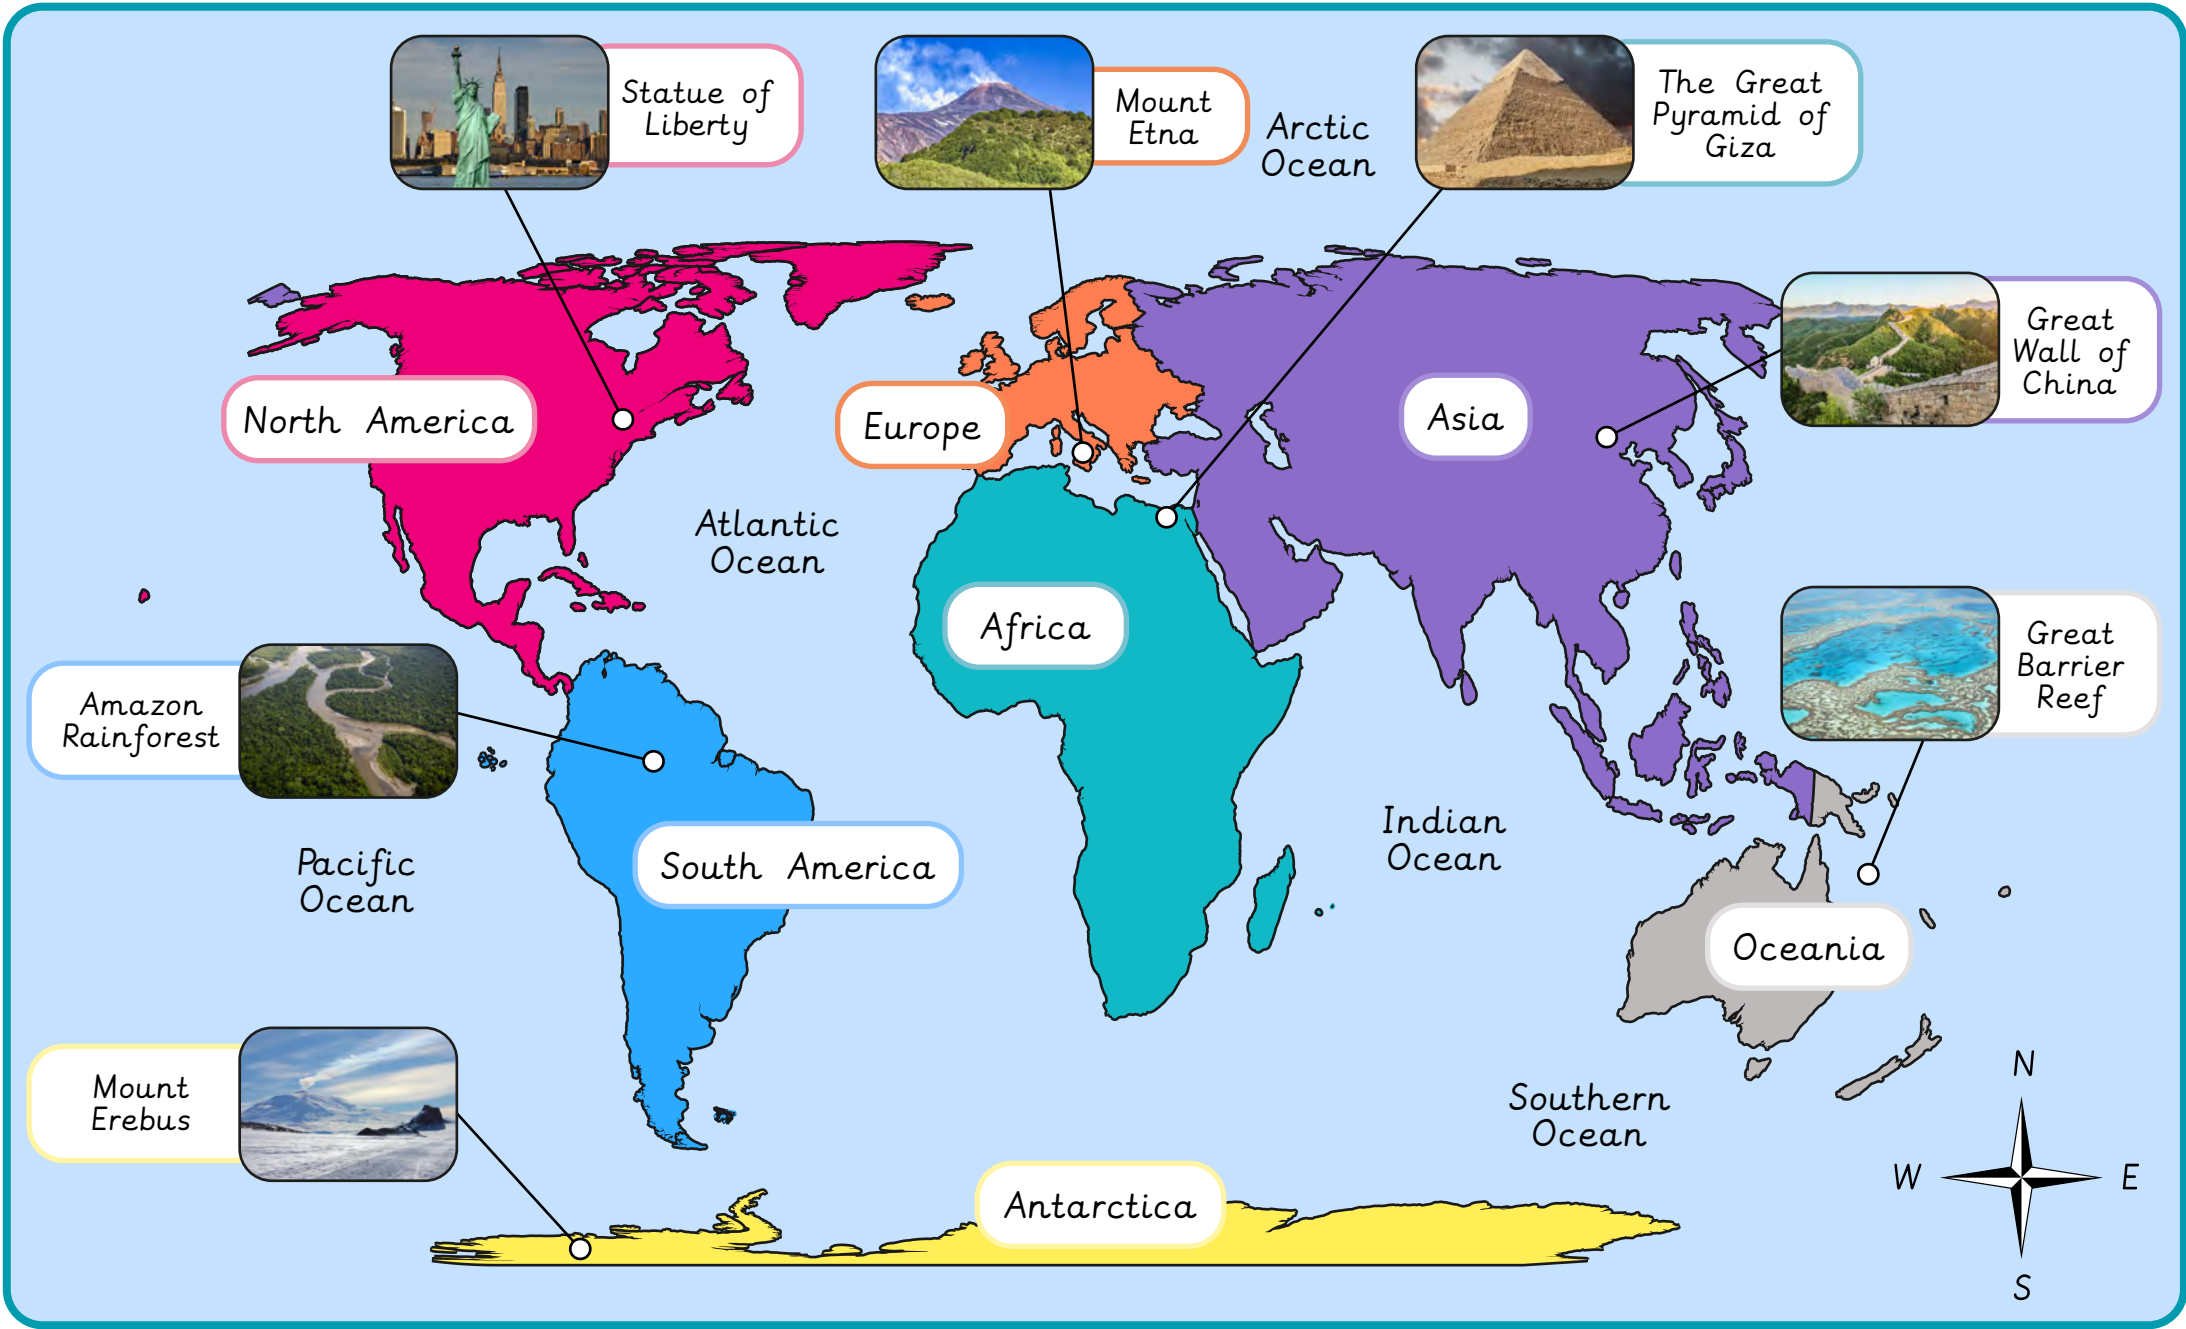 Statue of
Liberty
Mount
Etna
Arctic
Ocean
The Great
Pyramid of
Giza
Great
Wall of
China
North America
Europe
Asia
Atlantic
Ocean
Africa
Great
Barrier
Reef
Amazon
Rainforest
Pacific
Ocean
South America
Indian
Ocean
Oceania
Mount
Erebus
Southern
Ocean
Antarctica
N
W
E
S